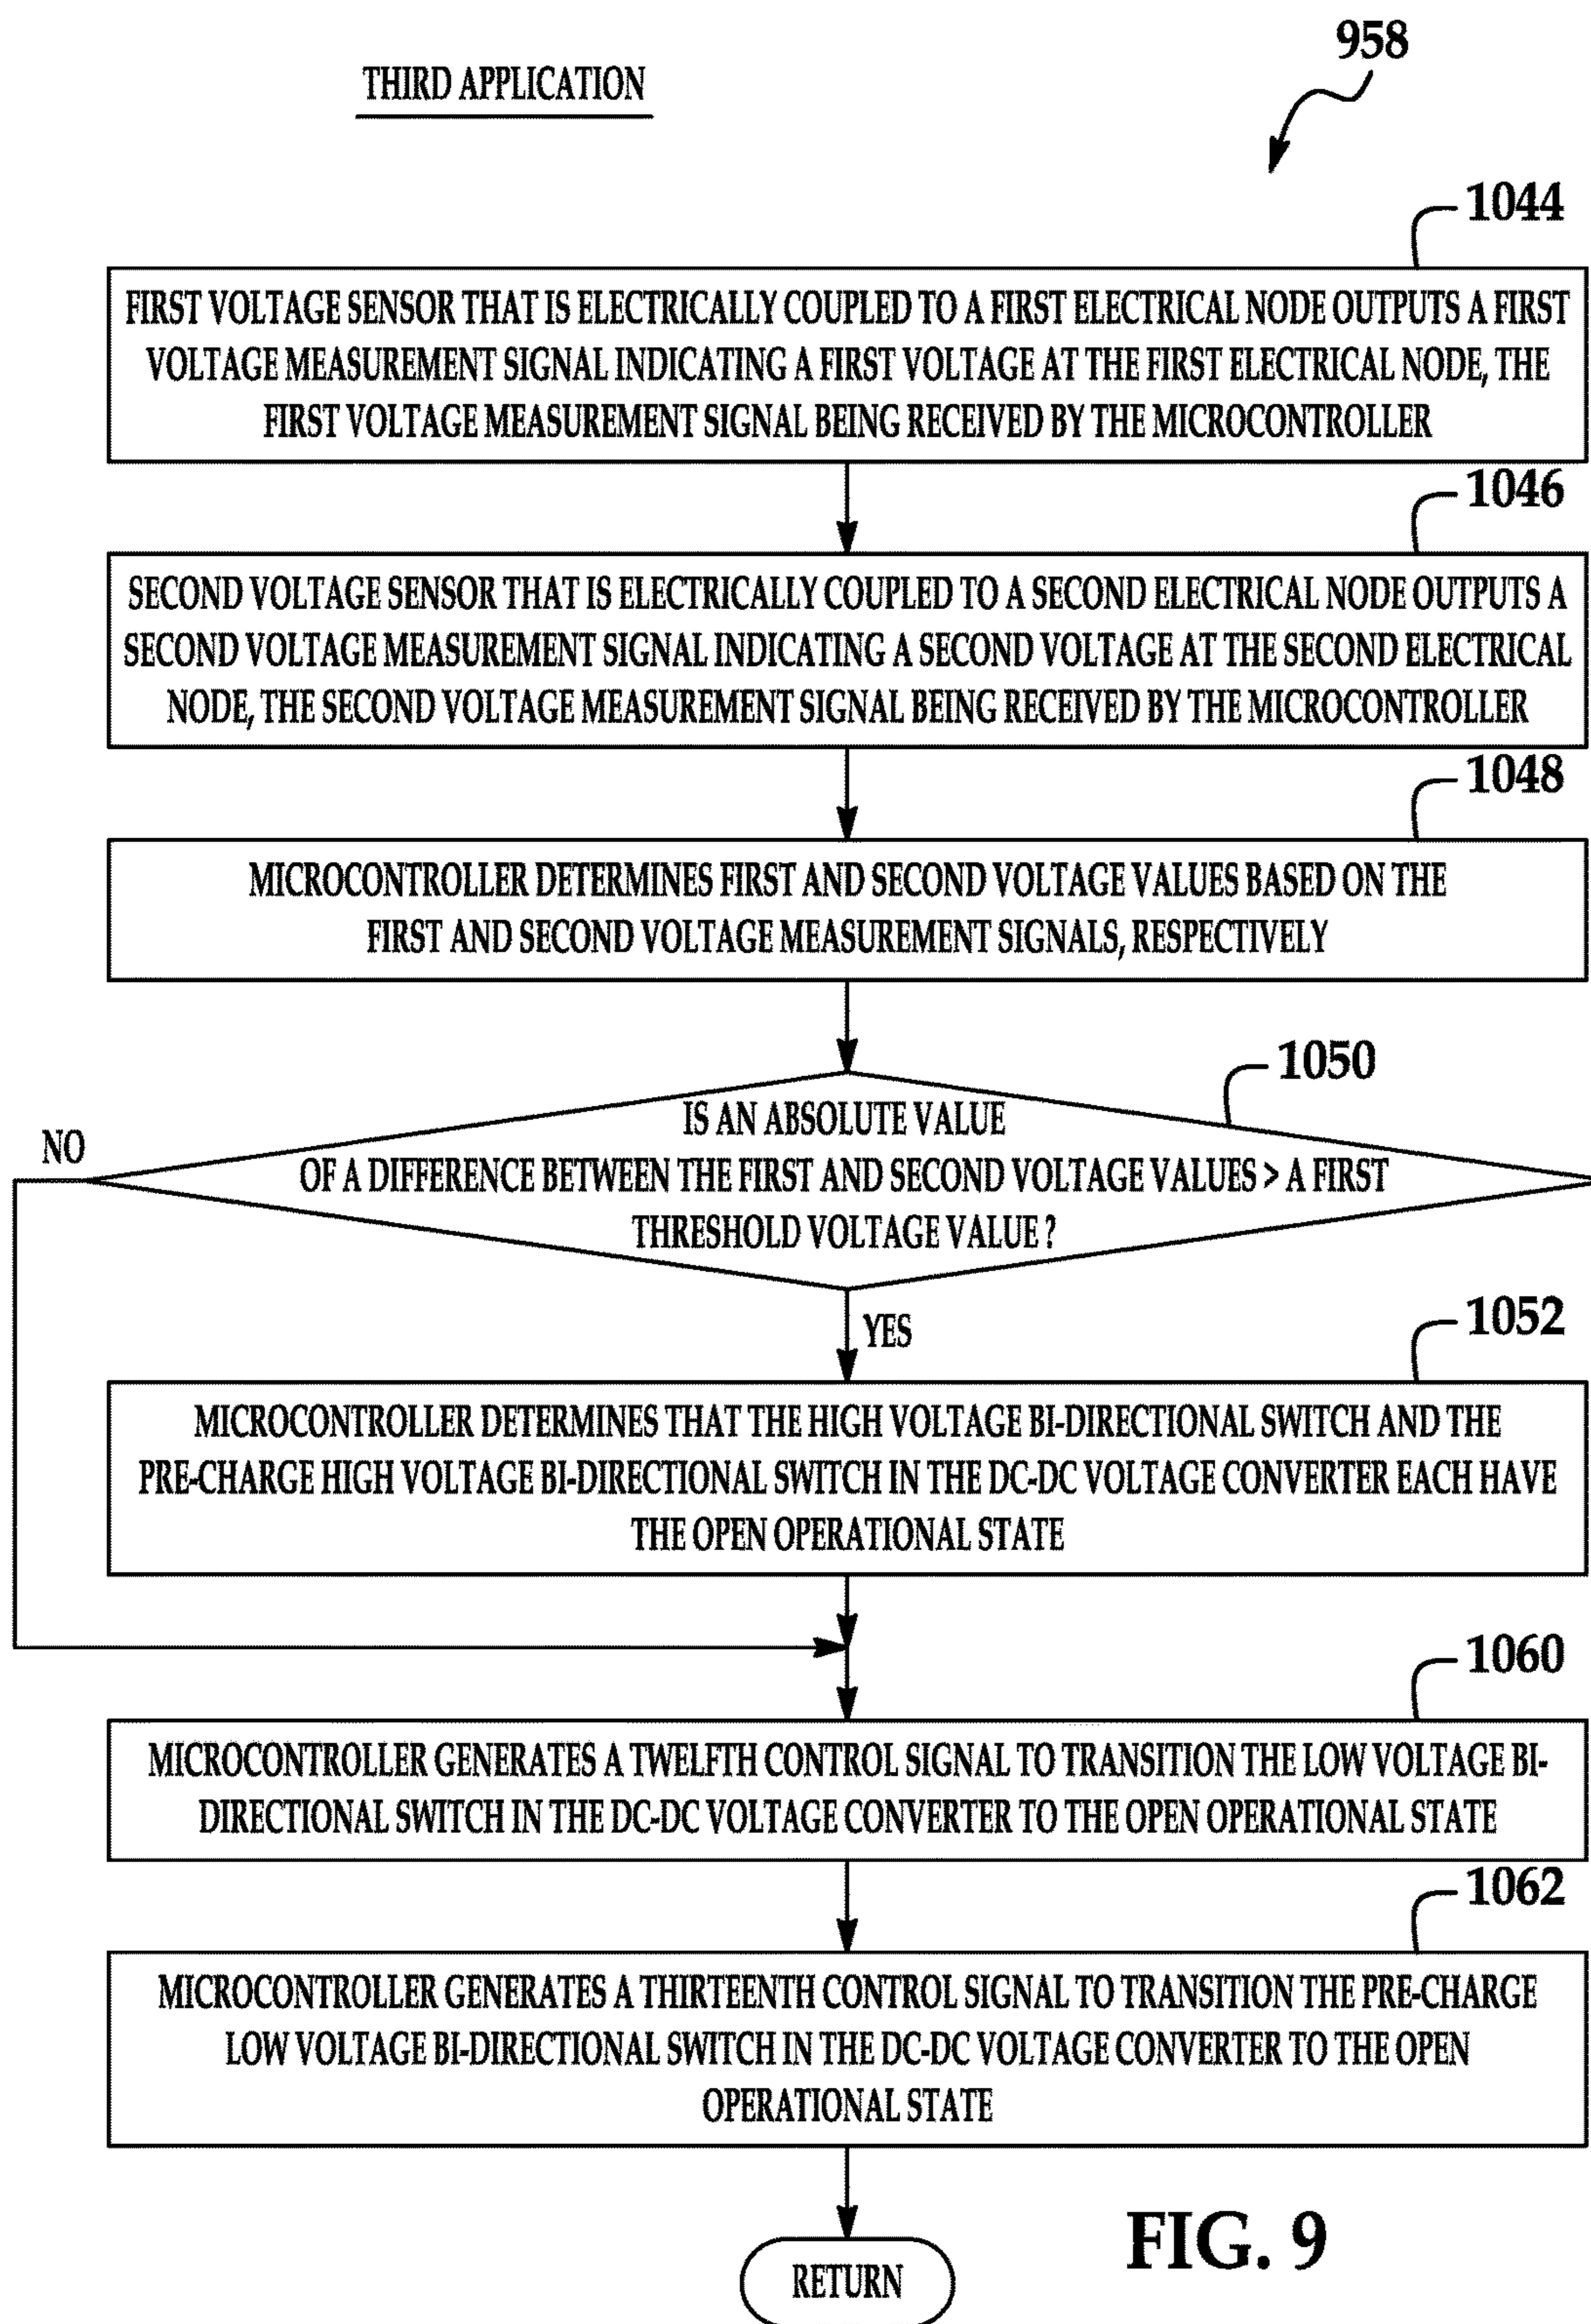 THIRD APPLICATION
958
1044
FIRST VOLTAGE SENSOR THAT IS ELECTRICALLY COUPLED TO A FIRST ELECTRICAL NODE OUTPUTS A FIRST
VOLTAGE MEASUREMENT SIGNAL INDICATING A FIRST VOLTAGE AT THE FIRST ELECTRICAL NODE, THE
FIRST VOLTAGE MEASUREMENT SIGNAL BEING RECEIVED BY THE MICROCONTROLLER
1046
SECOND VOLTAGE SENSOR THAT IS ELECTRICALLY COUPLED TO A SECOND ELECTRICAL NODE OUTPUTS A
SECOND VOLTAGE MEASUREMENT SIGNAL INDICATING A SECOND VOLTAGE AT THE SECOND ELECTRICAL
NODE, THE SECOND VOLTAGE MEASUREMENT SIGNAL BEING RECEIVED BY THE MICROCONTROLLER
1048
MICROCONTROLLER DETERMINES FIRST AND SECOND VOLTAGE VALUES BASED ON THE
FIRST AND SECOND VOLTAGE MEASUREMENT SIGNALS, RESPECTIVELY
1050
IS AN ABSOLUTE VALUE
OF A DIFFERENCE BETWEEN THE FIRST AND SECOND VOLTAGE VALUES > A FIRST
THRESHOLD VOLTAGE VALUE ?
NO
YES
1052
MICROCONTROLLER DETERMINES THAT THE HIGH VOLTAGE BI-DIRECTIONAL SWITCH AND THE
PRE-CHARGE HIGH VOLTAGE BI-DIRECTIONAL SWITCH IN THE DC-DC VOLTAGE CONVERTER EACH HAVE
THE OPEN OPERATIONAL STATE
1060
MICROCONTROLLER GENERATES A TWELFTH CONTROL SIGNAL TO TRANSITION THE LOW VOLTAGE BI-
DIRECTIONAL SWITCH IN THE DC-DC VOLTAGE CONVERTER TO THE OPEN OPERATIONAL STATE
1062
MICROCONTROLLER GENERATES A THIRTEENTH CONTROL SIGNAL TO TRANSITION THE PRE-CHARGE
LOW VOLTAGE BI-DIRECTIONAL SWITCH IN THE DC-DC VOLTAGE CONVERTER TO THE OPEN
OPERATIONAL STATE
RETURN
FIG. 9